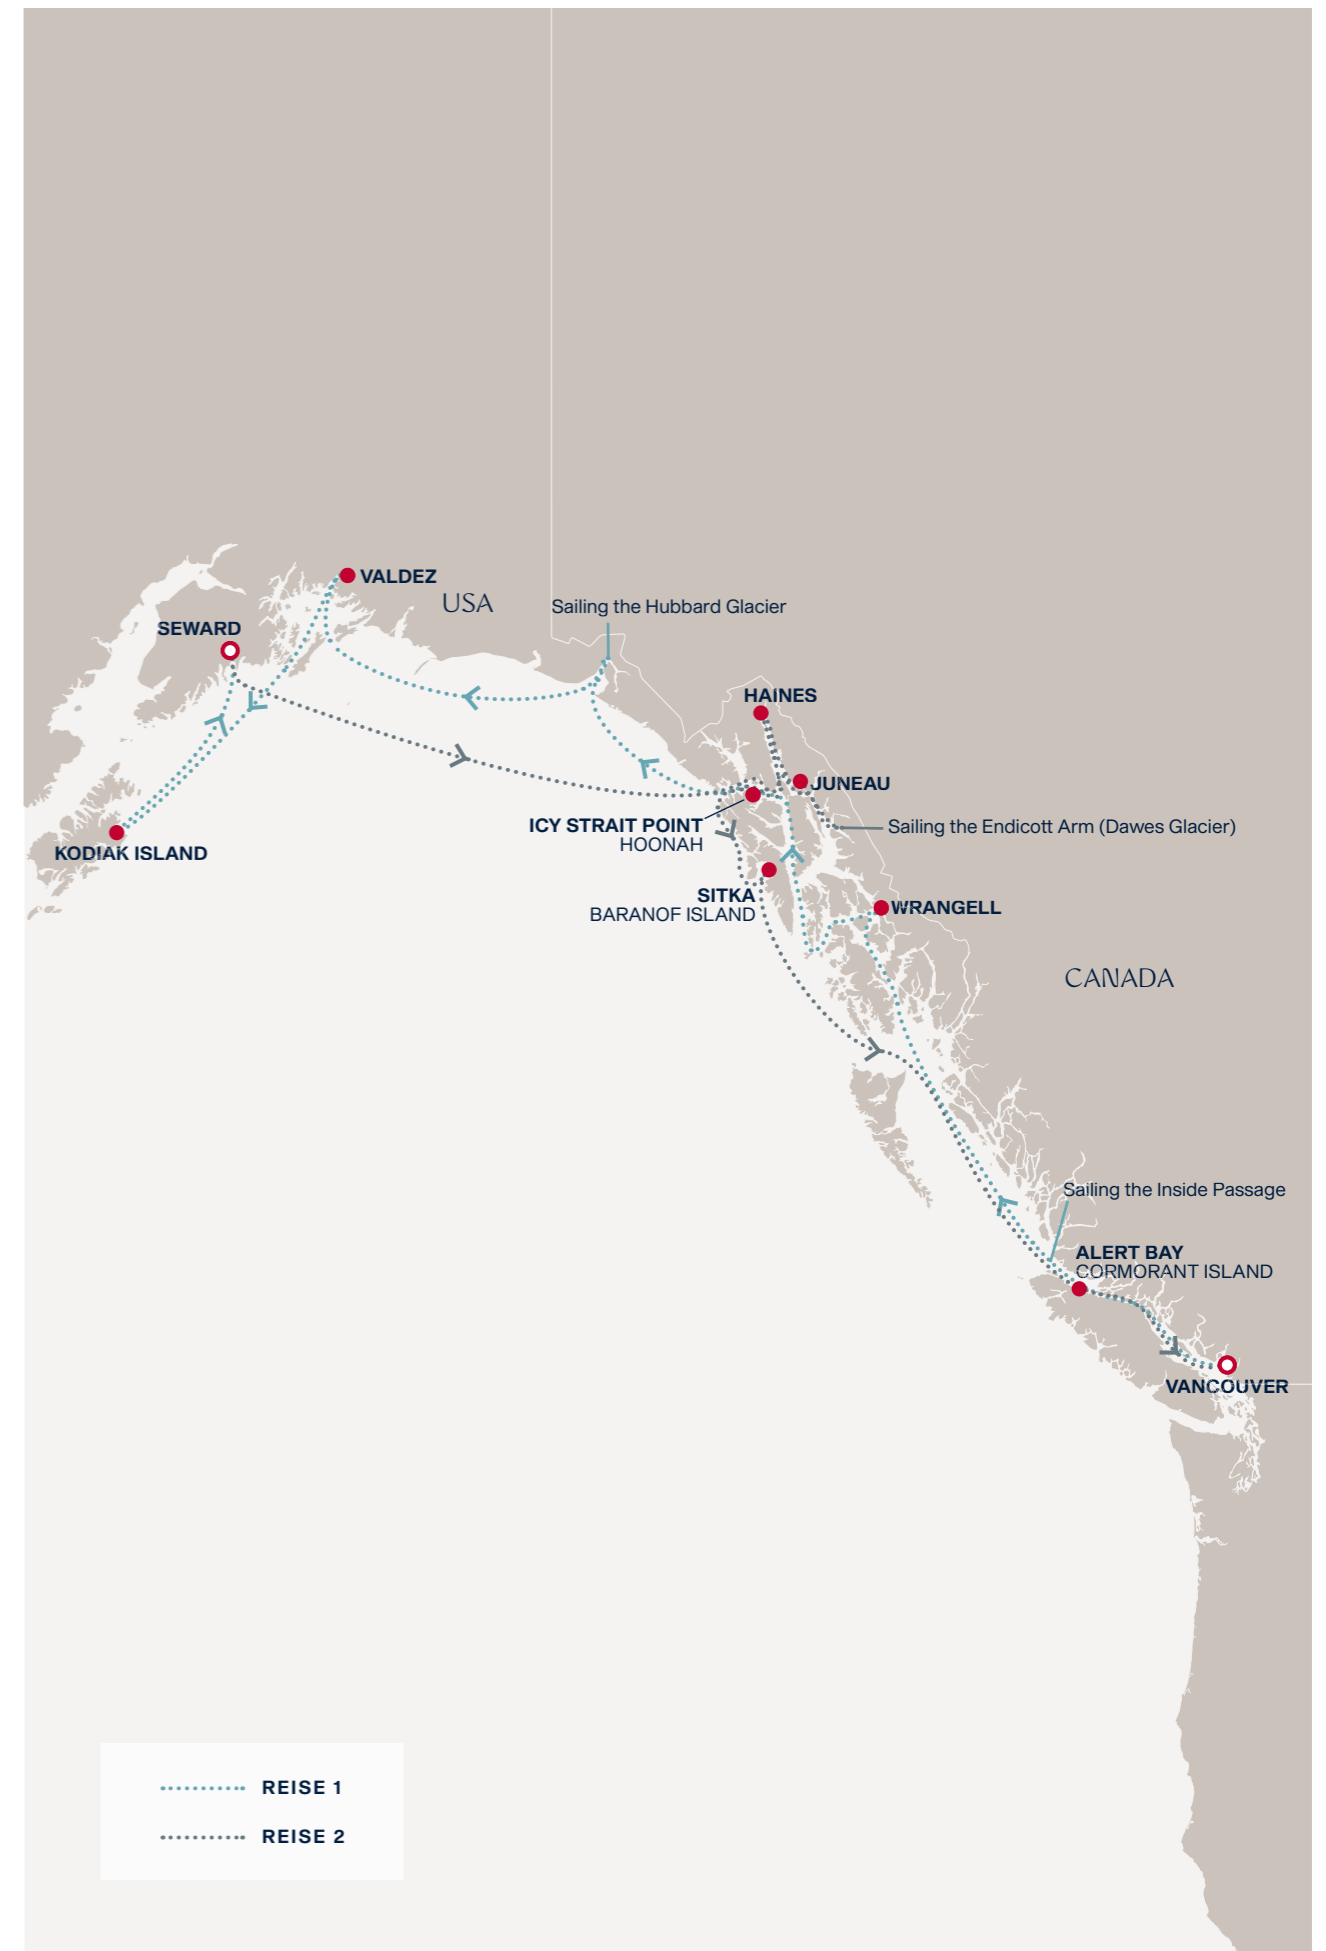 VALDEZ
USA
Sailing the Hubbard Glacier
SEWARD
HAINES
JUNEAU
ICY STRAIT POINT
HOONAH
Sailing the Endicott Arm (Dawes Glacier)
KODIAK ISLAND
SITKA
BARANOF ISLAND
WRANGELL
CANADA
Sailing the Inside Passage
ALERT BAY
CORMORANT ISLAND
VANCOUVER
REISE 1
REISE 2